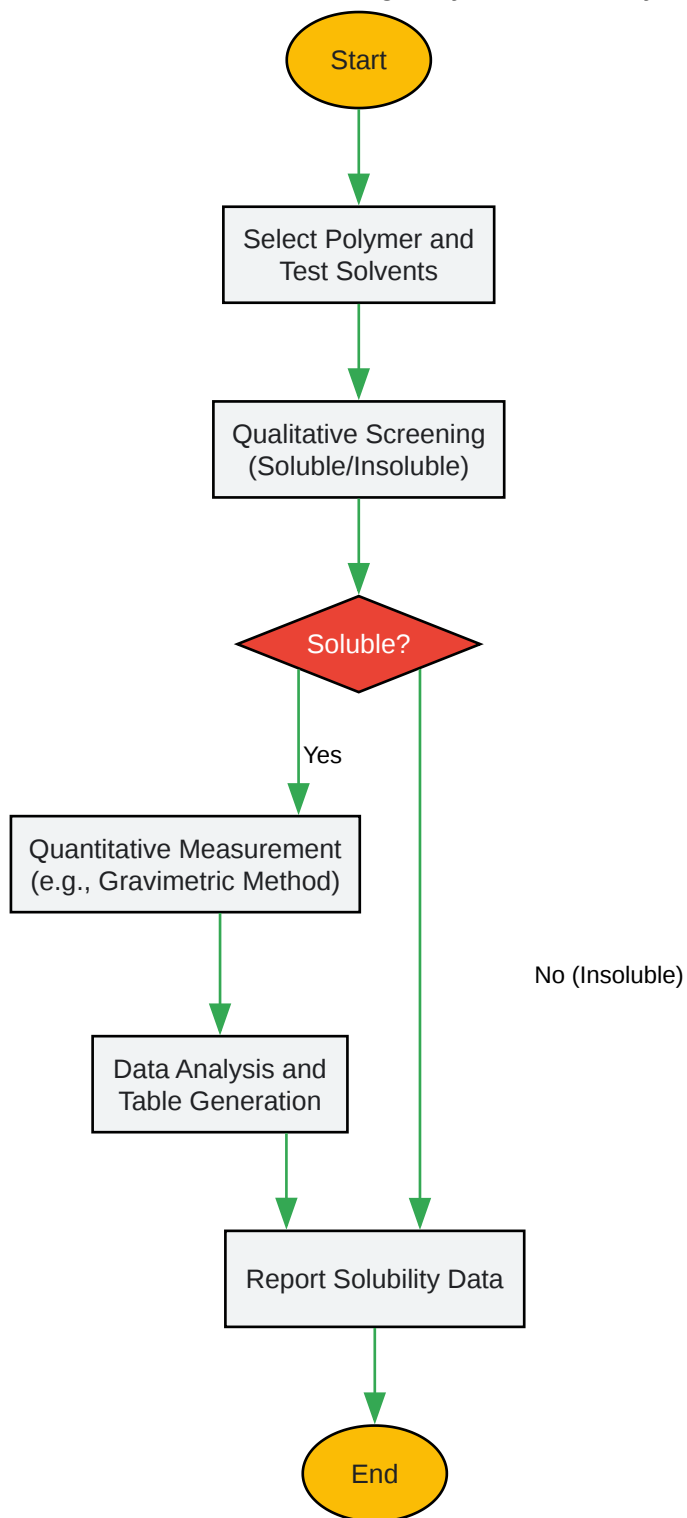 Start
Select Polymer and
Test Solvents
Qualitative Screening
(Soluble/Insoluble)
Soluble?
Yes
Quantitative Measurement
(e.g., Gravimetric Method)
No (Insoluble)
Data Analysis and
Table Generation
Report Solubility Data
End